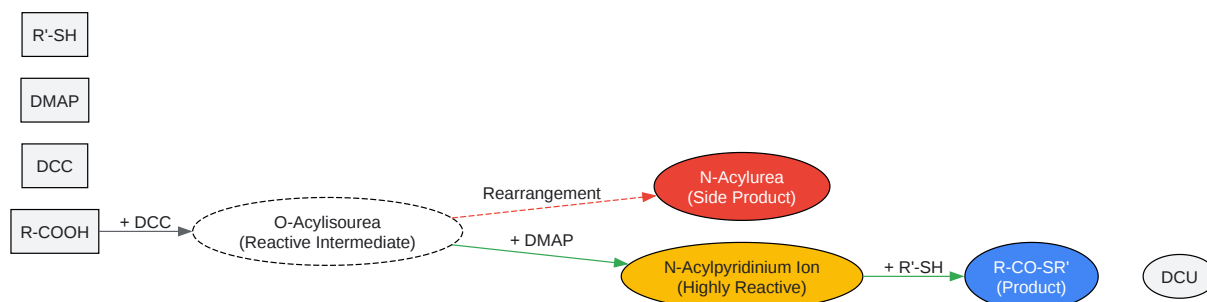 R'-SH
DMAP
DCC
R-COOH
+ DCC
O-Acylisourea
(Reactive Intermediate)
Rearrangement
+ DMAP
N-Acylurea
(Side Product)
N-Acylpyridinium Ion
(Highly Reactive)
+ R'-SH
R-CO-SR'
(Product)
DCU